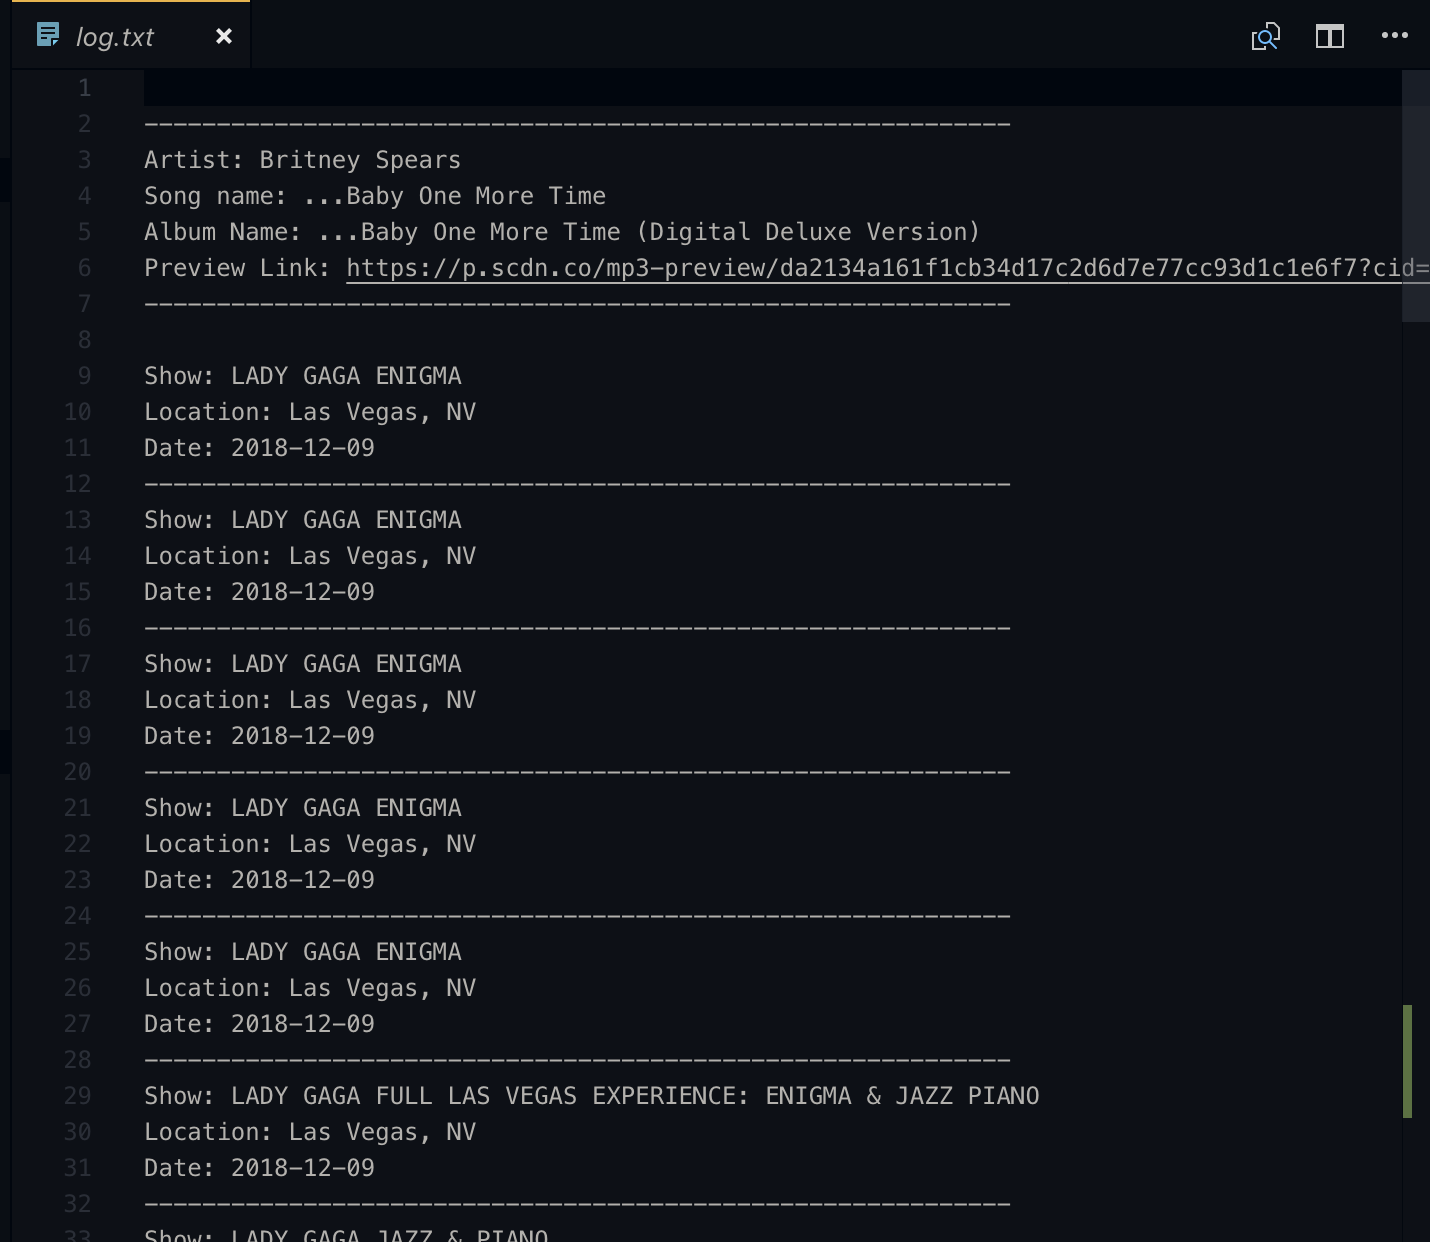 log.txt
1
2 ------------------------------------------------------------
3 Artist: Britney Spears
4 Song name: ...Baby One More Time
5 Album Name: ...Baby One More Time (Digital Deluxe Version)
6 Preview Link: https://p.scdn.co/mp3-preview/da2134a161f1cb34d17c2d6d7e77cc93d1c1e6f7?cid=
7 ------------------------------------------------------------
8
9 Show: LADY GAGA ENIGMA
10 Location: Las Vegas, NV
11 Date: 2018-12-09
12 ------------------------------------------------------------
13 Show: LADY GAGA ENIGMA
14 Location: Las Vegas, NV
15 Date: 2018-12-09
16 ------------------------------------------------------------
17 Show: LADY GAGA ENIGMA
18 Location: Las Vegas, NV
19 Date: 2018-12-09
20 ------------------------------------------------------------
21 Show: LADY GAGA ENIGMA
22 Location: Las Vegas, NV
23 Date: 2018-12-09
24 ------------------------------------------------------------
25 Show: LADY GAGA ENIGMA
26 Location: Las Vegas, NV
27 Date: 2018-12-09
28 ------------------------------------------------------------
29 Show: LADY GAGA FULL LAS VEGAS EXPERIENCE: ENIGMA & JAZZ PIANO
30 Location: Las Vegas, NV
31 Date: 2018-12-09
32 ------------------------------------------------------------
33 Show: LADY GAGA JAZZ & PIANO